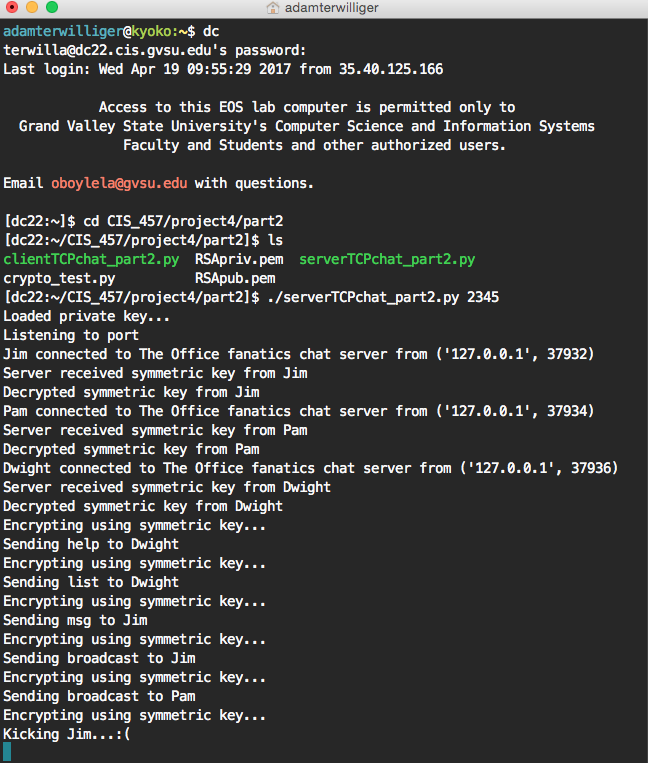 adamterwilliger
adamterwilliger@kyoko:~$ dc
terwilla@dc22.cis.gvsu.edu's password:
Last login: Wed Apr 19 09:55:29 2017 from 35.40.125.166
Access to this EOS lab computer is permitted only to
Grand Valley State University's Computer Science and Information Systems
Faculty and Students and other authorized users.
Email oboylela@gvsu.edu with questions.
[dc22:~]$ cd CIS_457/project4/part2
[dc22:~/CIS_457/project4/part2]$ ls
clientTCPchat_part2.py  RSApriv.pem  serverTCPchat_part2.py
crypto_test.py          RSApub.pem
[dc22:~/CIS_457/project4/part2]$ ./serverTCPchat_part2.py 2345
Loaded private key...
Listening to port
Jim connected to The Office fanatics chat server from ('127.0.0.1', 37932)
Server received symmetric key from Jim
Decrypted symmetric key from Jim
Pam connected to The Office fanatics chat server from ('127.0.0.1', 37934)
Server received symmetric key from Pam
Decrypted symmetric key from Pam
Dwight connected to The Office fanatics chat server from ('127.0.0.1', 37936)
Server received symmetric key from Dwight
Decrypted symmetric key from Dwight
Encrypting using symmetric key...
Sending help to Dwight
Encrypting using symmetric key...
Sending list to Dwight
Encrypting using symmetric key...
Sending msg to Jim
Encrypting using symmetric key...
Sending broadcast to Jim
Encrypting using symmetric key...
Sending broadcast to Pam
Encrypting using symmetric key...
Kicking Jim...:(